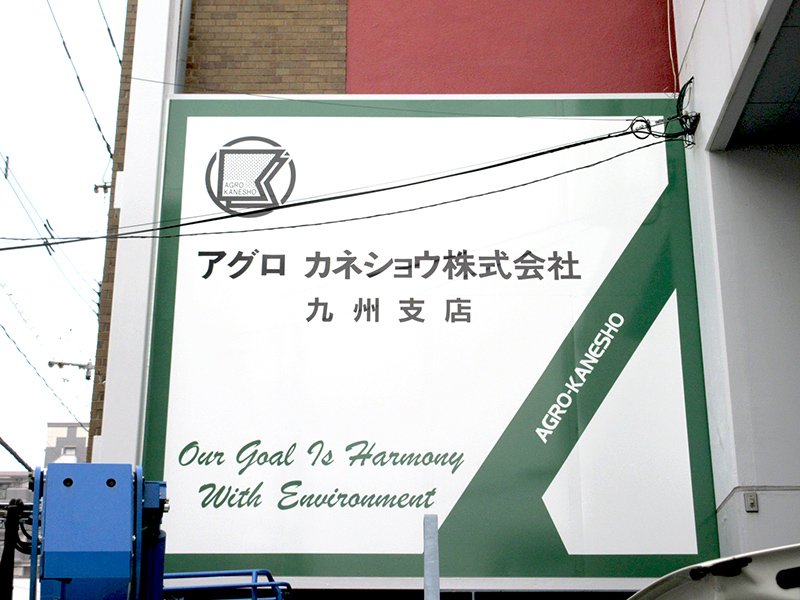 AGRO
KANESHO
アグロ カネショウ株式会社
九州支店
AGRO-KANESHO
Our Goal Is Harmony
With Environment